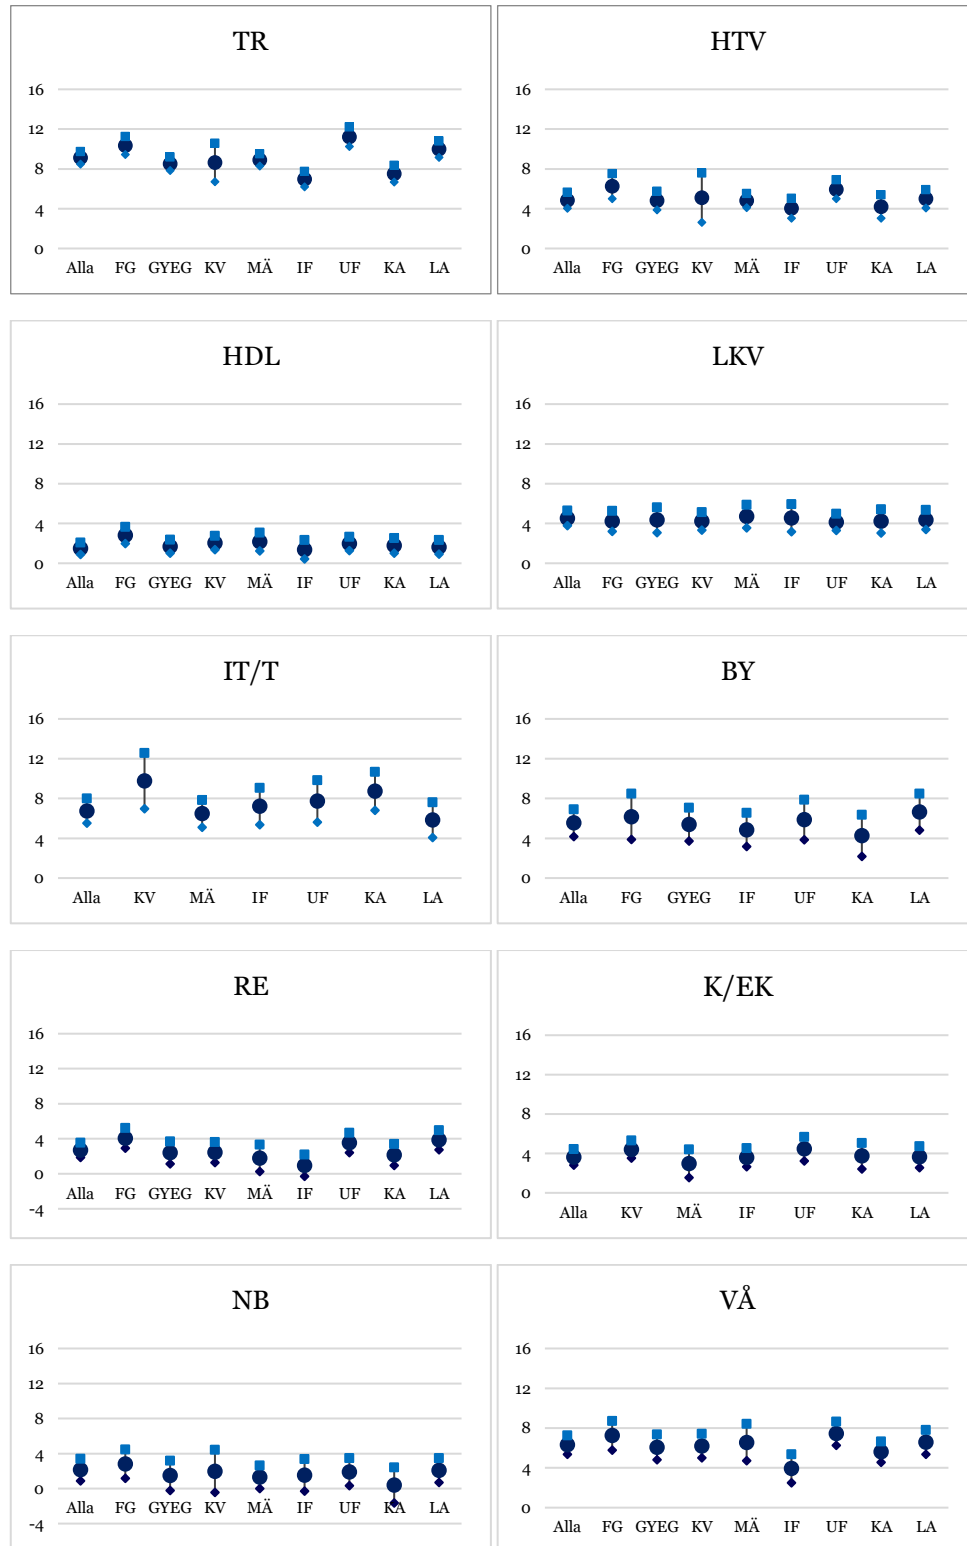 TR
16
12
8
4
0
Alla FG GYEG KV MÄ IF UF KA LA
HTV
16
12
8
4
0
Alla FG GYEG KV MÄ IF UF KA LA
HDL
16
12
8
4
0
Alla FG GYEG KV MÄ IF UF KA LA
LKV
16
12
8
4
0
Alla FG GYEG KV MÄ IF UF KA LA
IT/T
16
12
8
4
0
Alla KV MÄ IF UF KA LA
BY
16
12
8
4
0
Alla FG GYEG IF UF KA LA
RE
16
12
8
4
0
Alla FG GYEG KV MÄ IF UF KA LA
-4
K/EK
16
12
8
4
0
Alla KV MÄ IF UF KA LA
NB
16
12
8
4
0
Alla FG GYEG KV MÄ IF UF KA LA
-4
VÅ
16
12
8
4
0
Alla FG GYEG KV MÄ IF UF KA LA